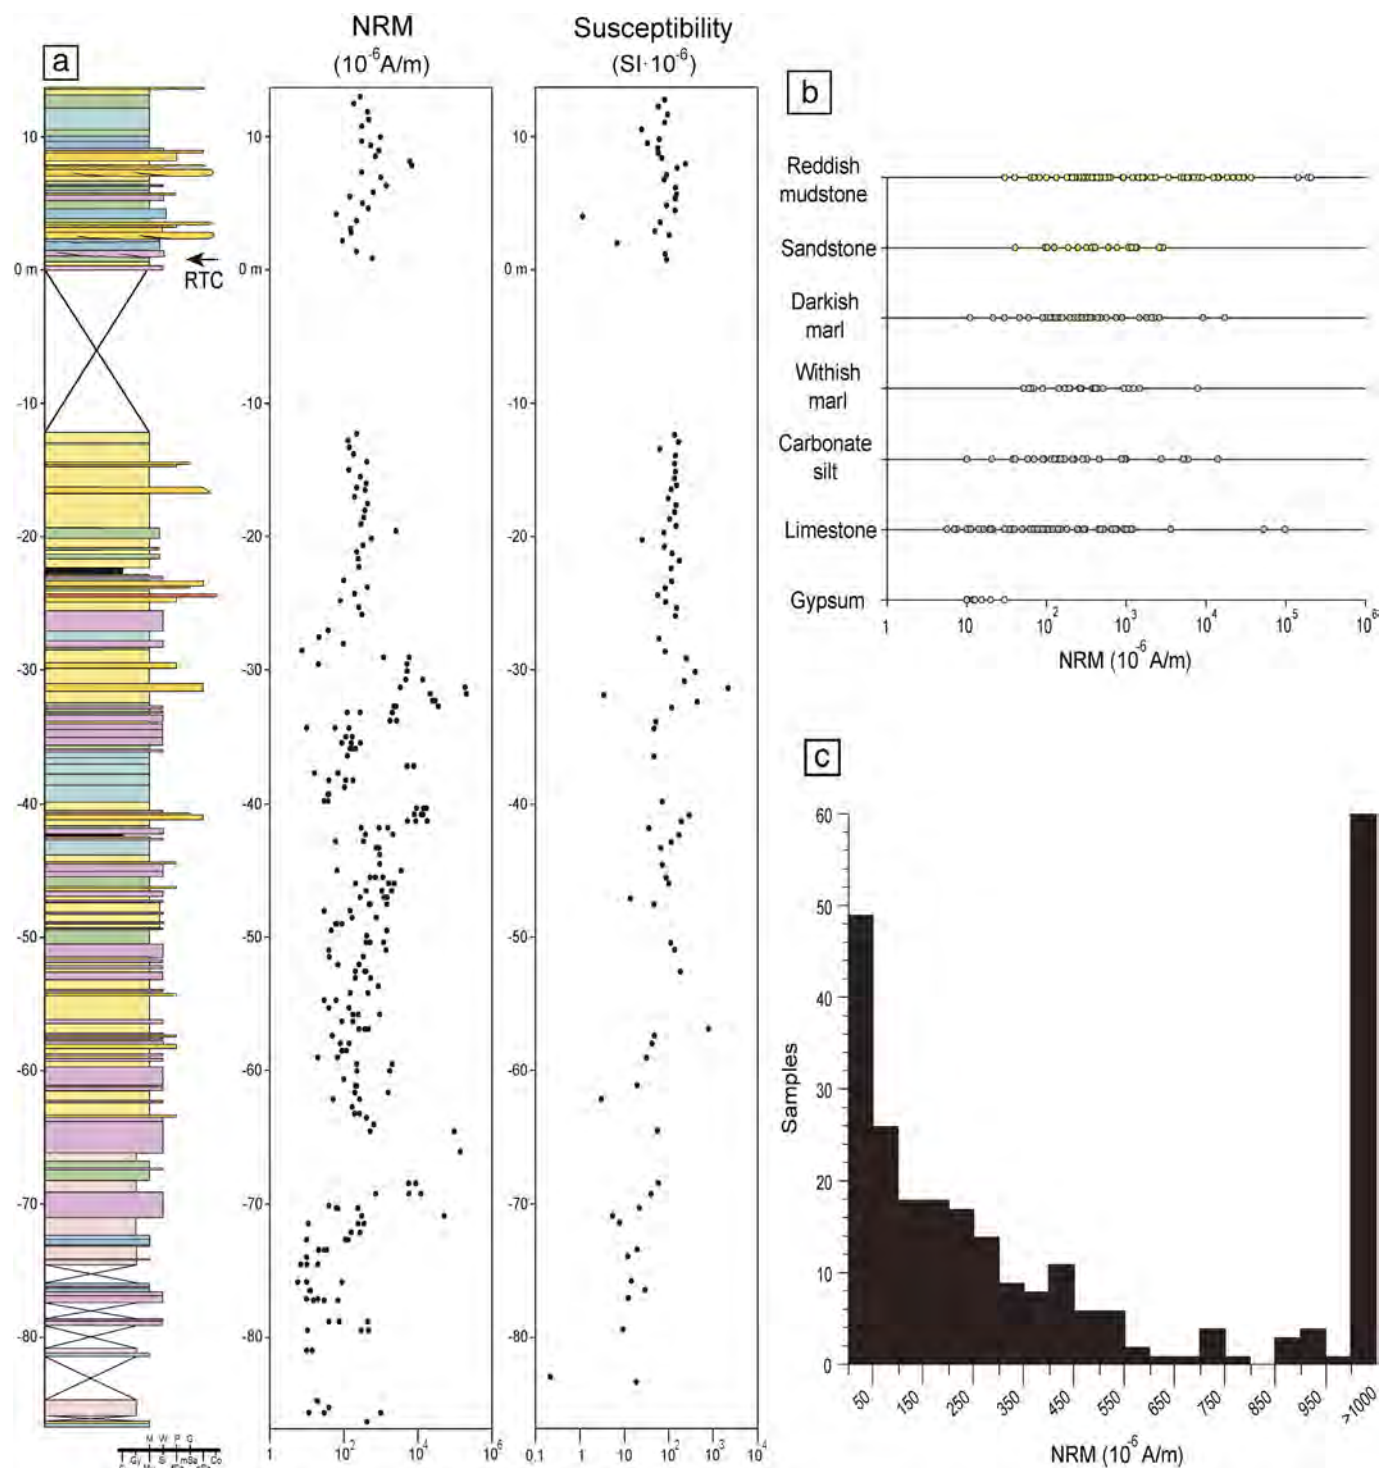 a
NRM
(10-6A/m)
Susceptibility
(SI·10-6)
10
0 m
-10
-20
-30
-40
-50
-60
-70
-80
RTC
10
0 m
-10
-20
-30
-40
-50
-60
-70
-80
10
0 m
-10
-20
-30
-40
-50
-60
-70
-80
M W P G
1 10² 10⁴ 10⁶
0.1 1 10 10² 10³ 10⁴
b
Reddish
mudstone
Sandstone
Darkish
marl
Withish
marl
Carbonate
silt
Limestone
Gypsum
1 10 10² 10³ 10⁴ 10⁵ 10⁶
NRM (10-6 A/m)
c
Samples
60
50
40
30
20
10
0
50 150 250 350 450 550 650 750 850 950 >1000
NRM (10-6 A/m)